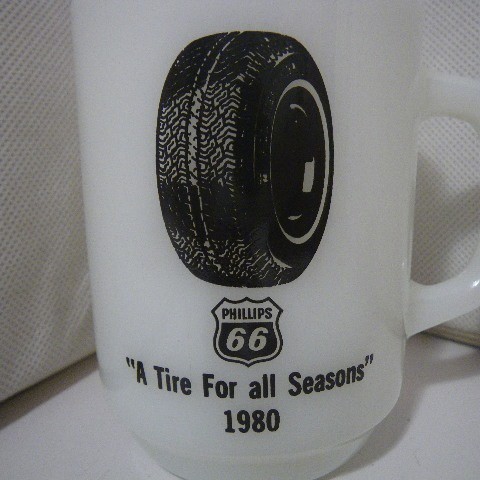 PHILLIPS
66
"A Tire For all Seasons"
1980